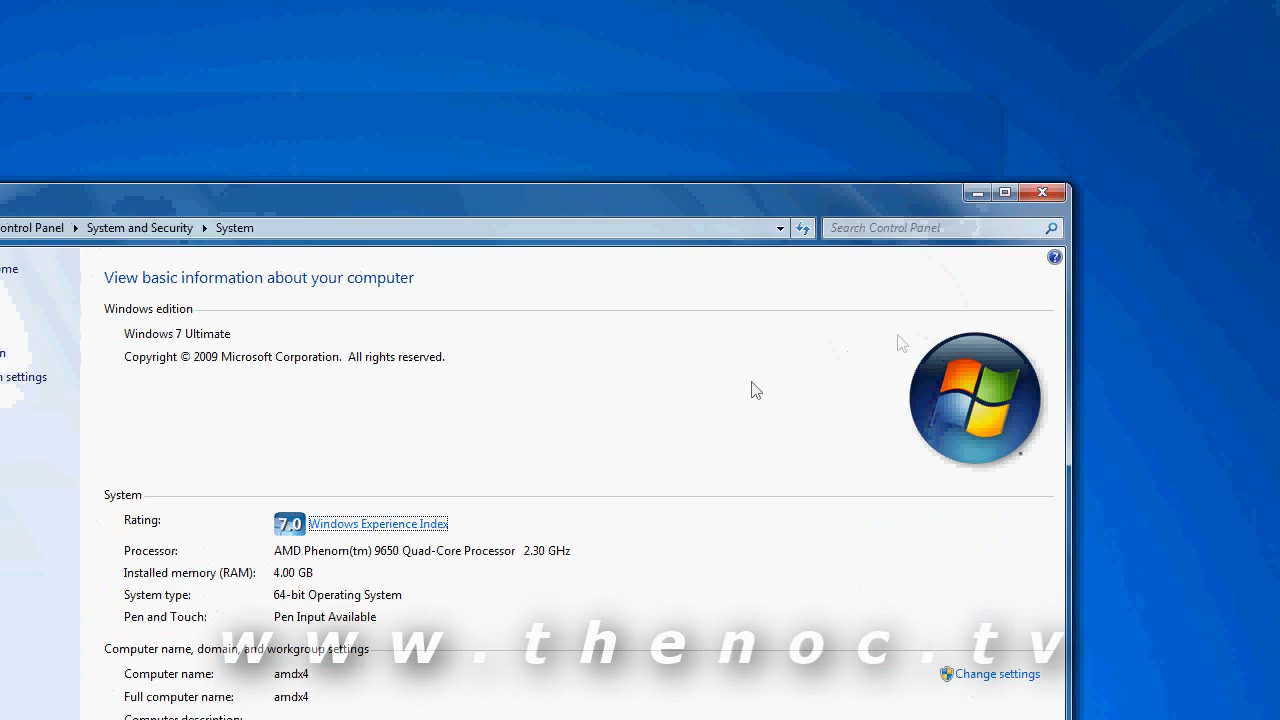 ontrol Panel ▸ System and Security ▸ System
Search Control Panel
ome
n
n settings
View basic information about your computer
Windows edition
Windows 7 Ultimate
Copyright © 2009 Microsoft Corporation. All rights reserved.
System
Rating: 7.0 Windows Experience Index
Processor: AMD Phenom(tm) 9650 Quad-Core Processor 2.30 GHz
Installed memory (RAM): 4.00 GB
System type: 64-bit Operating System
Pen and Touch: Pen Input Available
www.thenoc.tv
Computer name, domain, and workgroup settings
Computer name: amdx4
Change settings
Full computer name: amdx4
Computer description: